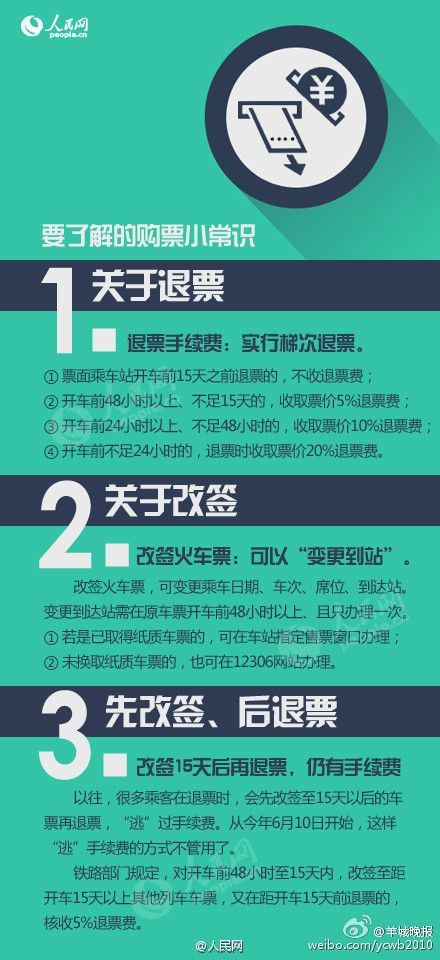 人民网
people.cn
¥
要了解的购票小常识
1.
关于退票
退票手续费：实行梯次退票。
① 票面乘车站开车前15天之前退票的，不收退票费；
② 开车前48小时以上、不足15天的，收取票价5%退票费；
③ 开车前24小时以上、不足48小时的，收取票价10%退票费；
④ 开车前不足24小时的，退票时收取票价20%退票费。
2.
关于改签
改签火车票：可以“变更到站”。
改签火车票，可变更乘车日期、车次、席位、到达站。
变更到达站需在原车票开车前48小时以上、且只办理一次。
① 若是已取得纸质车票的，可在车站指定售票窗口办理；
② 未换取纸质车票的，也可在12306网站办理。
3.
先改签、后退票
改签15天后再退票，仍有手续费
以往，很多乘客在退票时，会先改签至15天以后的车
票再退票，“逃”过手续费。从今年6月10日开始，这样
“逃”手续费的方式不管用了。
铁路部门规定，对开车前48小时至15天内，改签至距
开车15天以上其他列车车票，又在距开车15天前退票的，
核收5%退票费。
@人民网
@羊城晚报
weibo.com/ycwb2010